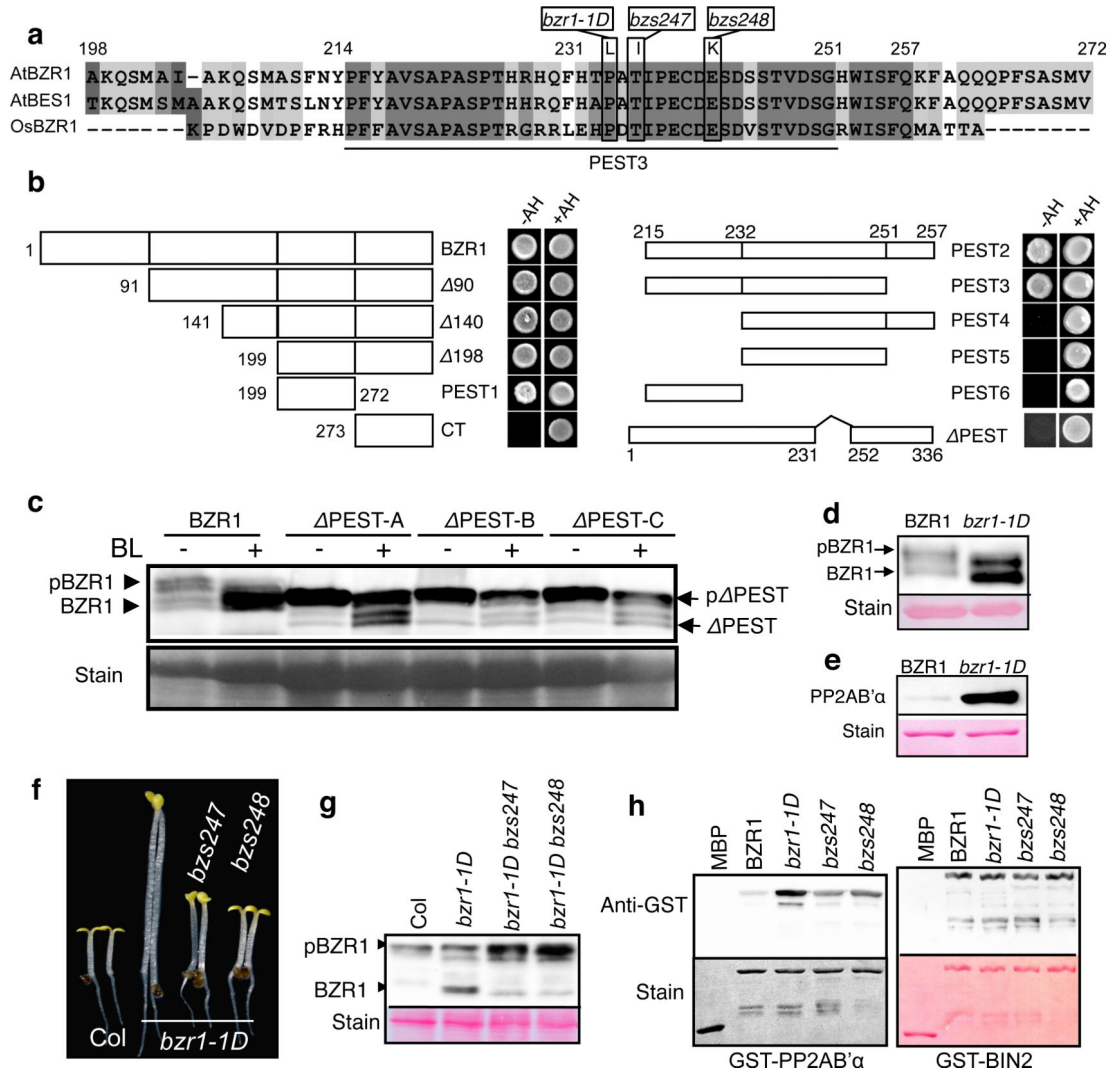 a
bzr1-1D bzs247 bzs248
198 214 231 L I K 251 257 272
AtBZR1 AKQSMAI-AKQSMASFNYPFYAVSAPASPTHRHQFHTPATIPECDESDSSTVDSGHWISFQKFAQQQPFSASMV
AtBES1 TKQSMSMAAKQSMTSLNYPFYAVSAPASPTHRHQFHAPATIPECDESDSSTVDSGHWISFQKFAQQQPFSASMV
OsBZR1 -------KPDWDVDPFRHPFFAVSAPASPTRGRRLEHPDTIPECDESDVSTVDSGRWISFQMATTA--------
PEST3
b
-AH +AH
1 BZR1
91 Δ90
141 Δ140
199 Δ198
199 272 PEST1
273 CT
-AH +AH
215 232 251 257
PEST2
PEST3
PEST4
PEST5
PEST6
ΔPEST
1 231 252 336
c
BZR1 ΔPEST-A ΔPEST-B ΔPEST-C
BL - + - + - + - +
pBZR1
BZR1
pΔPEST
ΔPEST
Stain
d
BZR1 bzr1-1D
pBZR1
BZR1
Stain
e
BZR1 bzr1-1D
PP2AB'α
Stain
f
bzs247 bzs248
Col bzr1-1D
g
Col bzr1-1D bzr1-1D bzs247 bzr1-1D bzs248
pBZR1
BZR1
Stain
h
MBP BZR1 bzr1-1D bzs247 bzs248
MBP BZR1 bzr1-1D bzs247 bzs248
Anti-GST
Stain
GST-PP2AB'α GST-BIN2